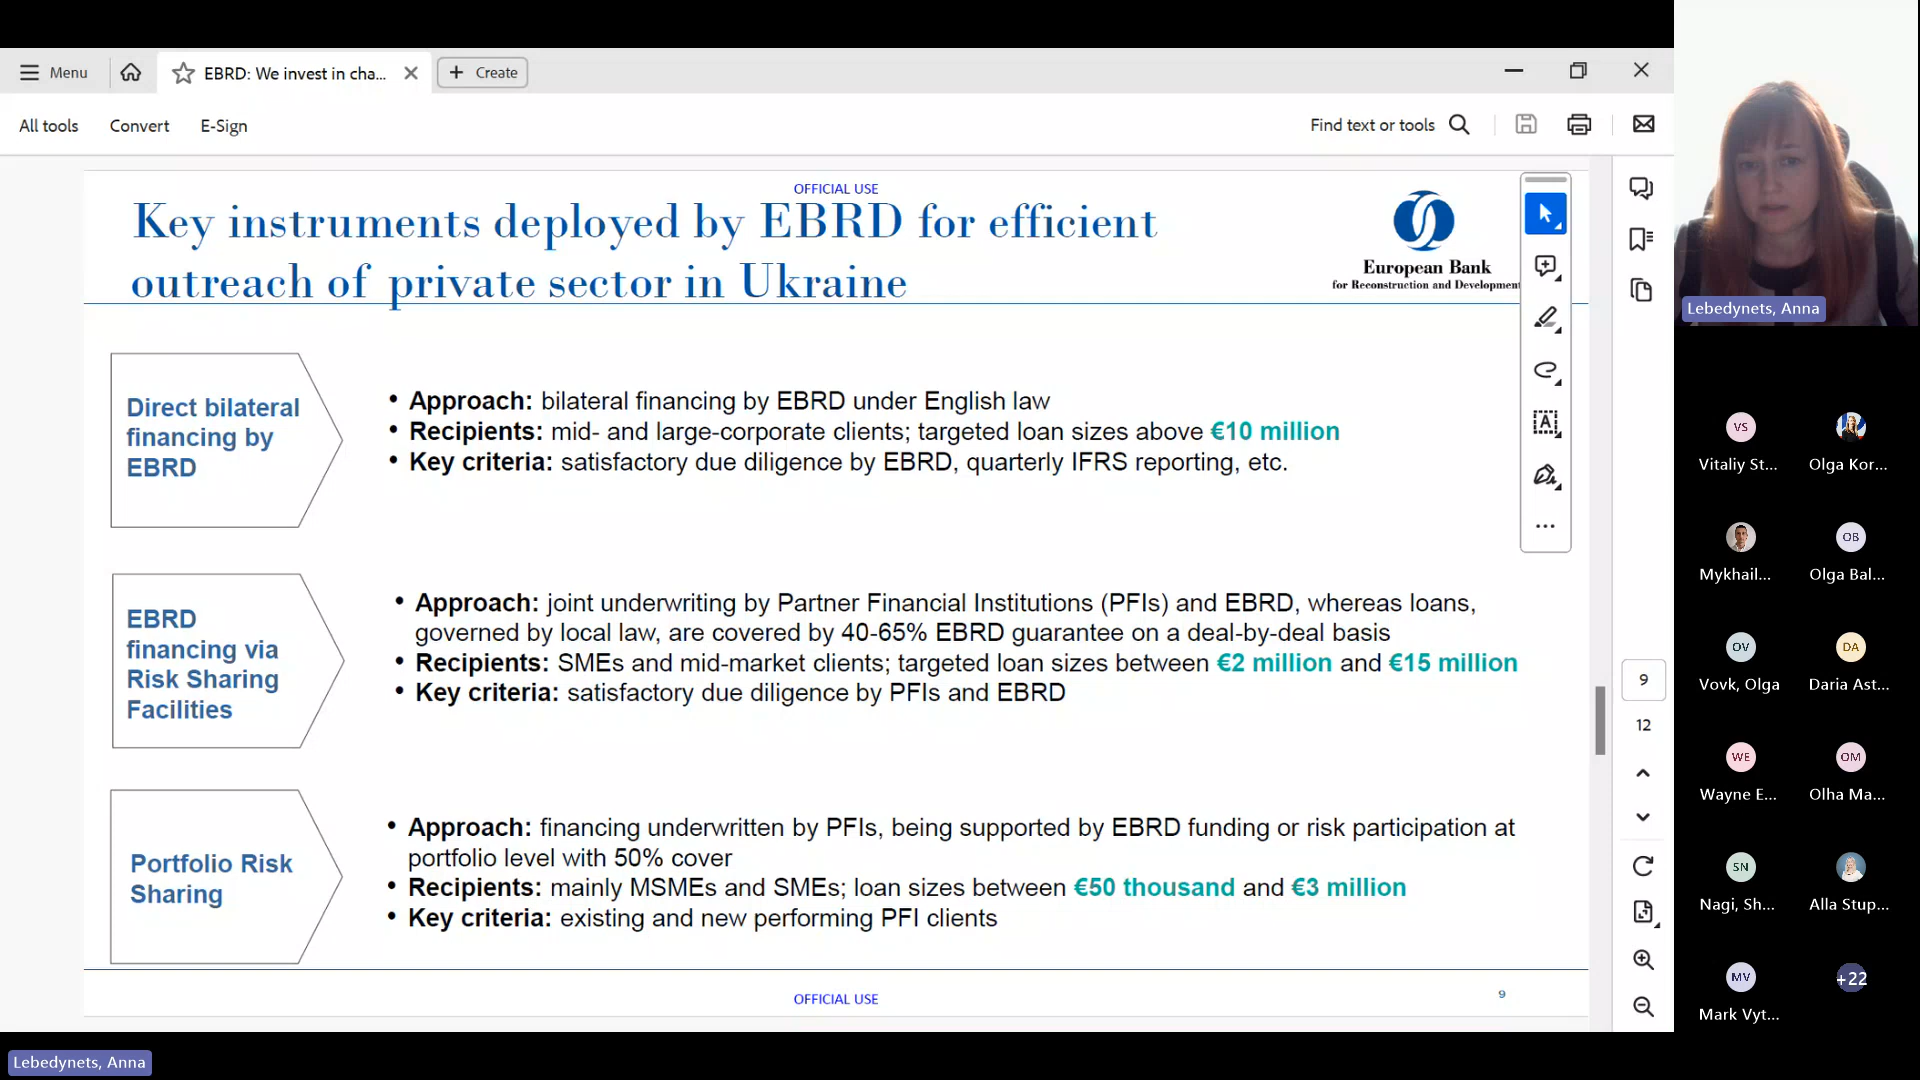 Menu
EBRD: We invest in cha...
Create
All tools
Convert
E-Sign
Find text or tools
OFFICIAL USE
Key instruments deployed by EBRD for efficient
outreach of private sector in Ukraine
European Bank
for Reconstruction and Development
Direct bilateral
financing by
EBRD
• Approach: bilateral financing by EBRD under English law
• Recipients: mid- and large-corporate clients; targeted loan sizes above €10 million
• Key criteria: satisfactory due diligence by EBRD, quarterly IFRS reporting, etc.
EBRD
financing via
Risk Sharing
Facilities
• Approach: joint underwriting by Partner Financial Institutions (PFIs) and EBRD, whereas loans,
governed by local law, are covered by 40-65% EBRD guarantee on a deal-by-deal basis
• Recipients: SMEs and mid-market clients; targeted loan sizes between €2 million and €15 million
• Key criteria: satisfactory due diligence by PFIs and EBRD
Portfolio Risk
Sharing
• Approach: financing underwritten by PFIs, being supported by EBRD funding or risk participation at
portfolio level with 50% cover
• Recipients: mainly MSMEs and SMEs; loan sizes between €50 thousand and €3 million
• Key criteria: existing and new performing PFI clients
OFFICIAL USE
9
9
12
Lebedynets, Anna
VS
Vitaliy St...
Olga Kor...
Mykhail...
OB
Olga Bal...
OV
Vovk, Olga
DA
Daria Ast...
WE
Wayne E...
OM
Olha Ma...
SN
Nagi, Sh...
Alla Stup...
MV
Mark Vyt...
+22
Lebedynets, Anna